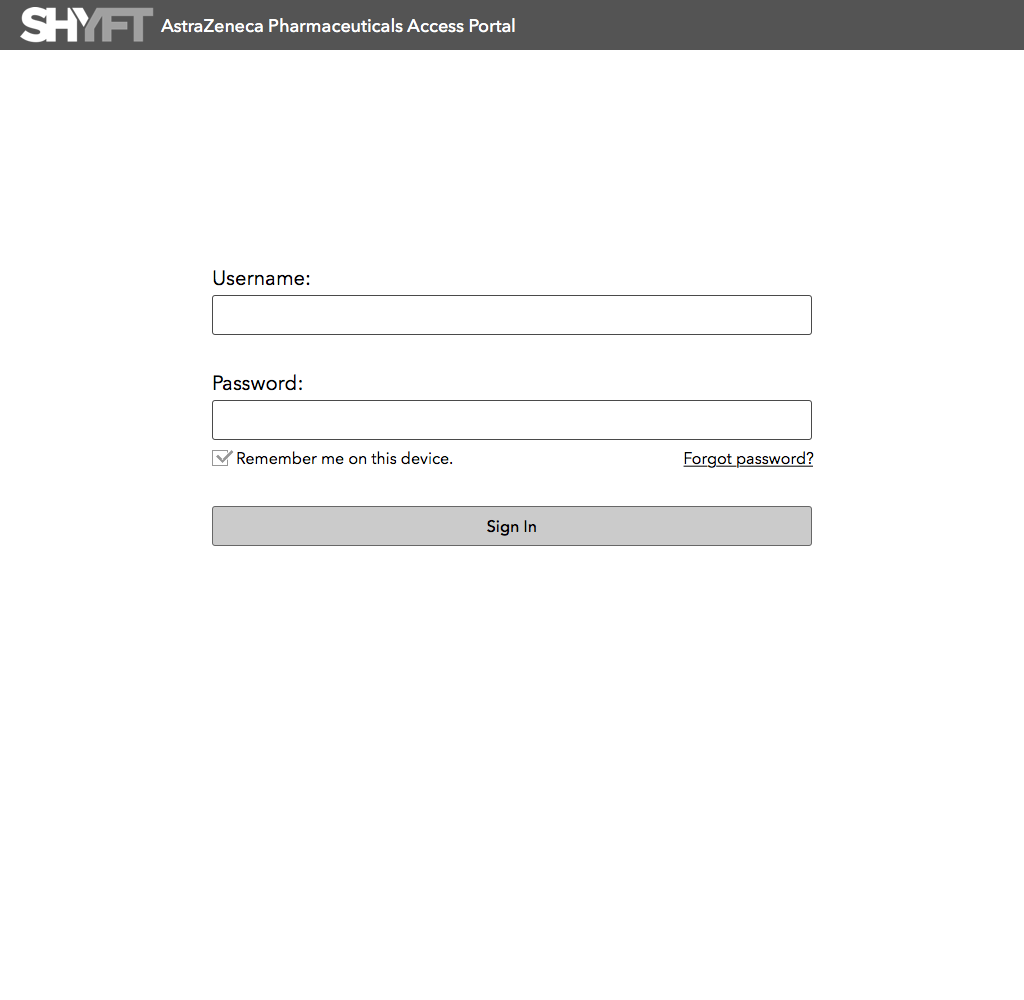 SHYFT AstraZeneca Pharmaceuticals Access Portal
Username:
Password:
Remember me on this device. Forgot password?
Sign In